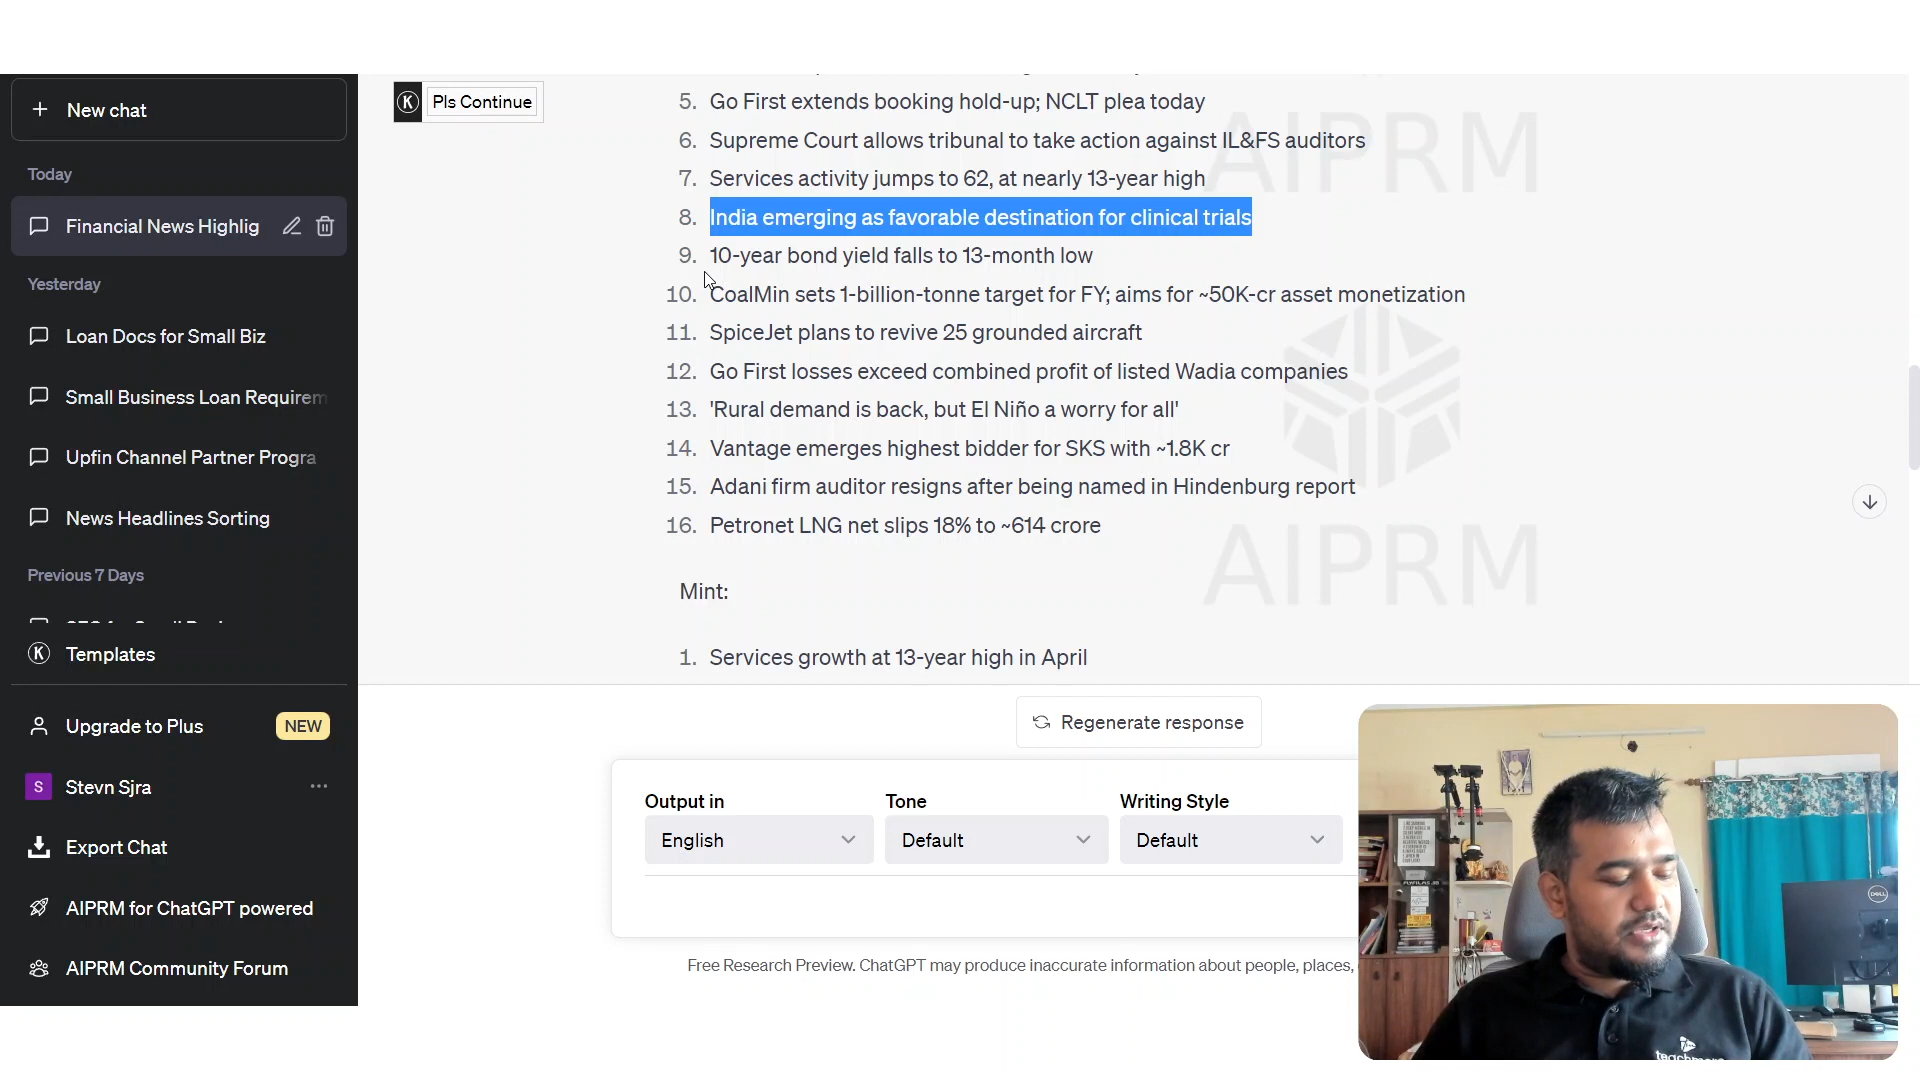 New chat
Today
Financial News Highlig
Yesterday
Loan Docs for Small Biz
Small Business Loan Requirem
Upfin Channel Partner Progra
News Headlines Sorting
Previous 7 Days
Templates
Upgrade to Plus
NEW
S
Stevn Sjra
Export Chat
AIPRM for ChatGPT powered
AIPRM Community Forum
K
Pls Continue
5. Go First extends booking hold-up; NCLT plea today
6. Supreme Court allows tribunal to take action against IL&FS auditors
7. Services activity jumps to 62, at nearly 13-year high
8. India emerging as favorable destination for clinical trials
9. 10-year bond yield falls to 13-month low
10. CoalMin sets 1-billion-tonne target for FY; aims for ~50K-cr asset monetization
11. SpiceJet plans to revive 25 grounded aircraft
12. Go First losses exceed combined profit of listed Wadia companies
13. 'Rural demand is back, but El Niño a worry for all'
14. Vantage emerges highest bidder for SKS with ~1.8K cr
15. Adani firm auditor resigns after being named in Hindenburg report
16. Petronet LNG net slips 18% to ~614 crore
Mint:
1. Services growth at 13-year high in April
AIPRM
AIPRM
Regenerate response
Output in
English
Tone
Default
Writing Style
Default
Free Research Preview. ChatGPT may produce inaccurate information about people, places,
DELL